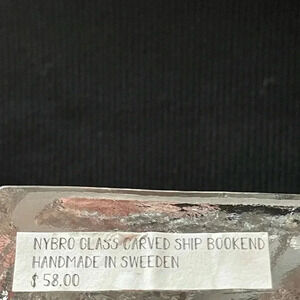 NYBRO GLASS CARVED SHIP BOOKEND
HANDMADE IN SWEEDEN
$ 58.00